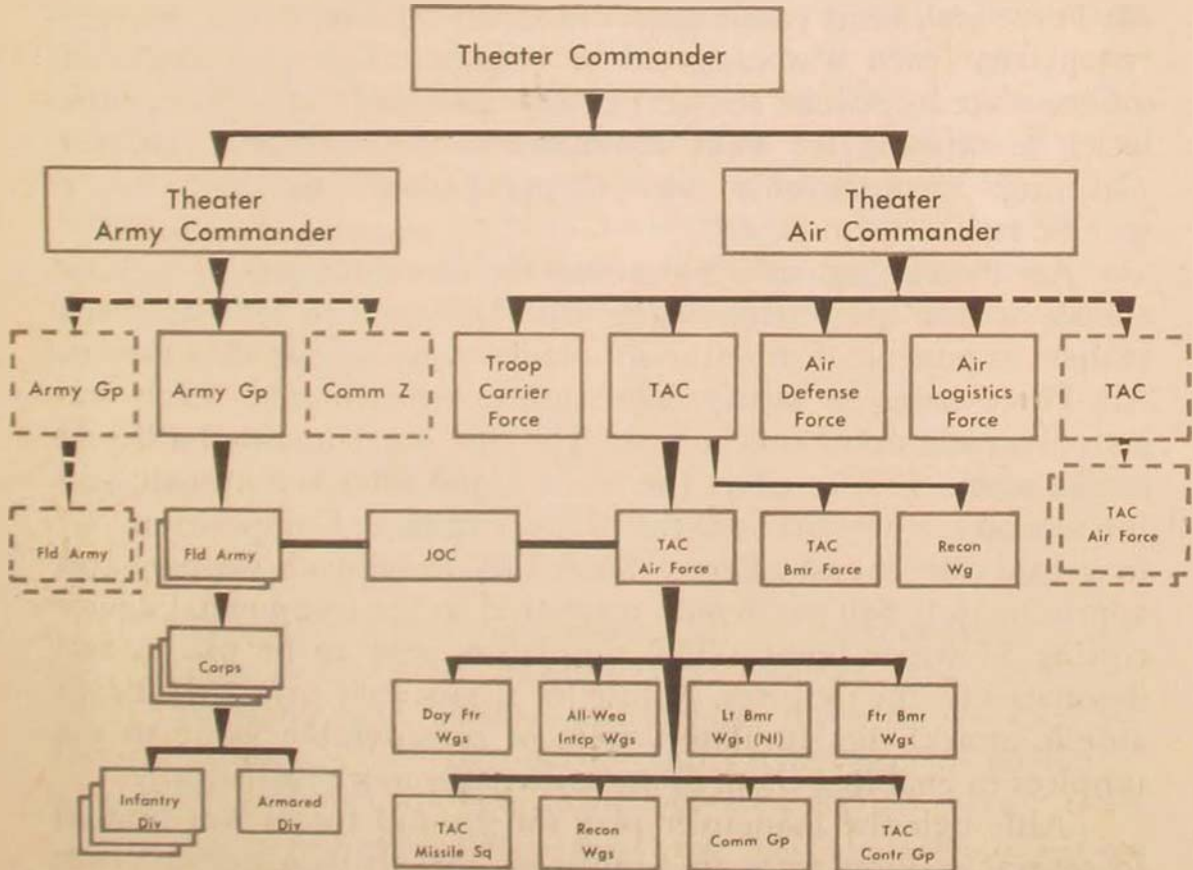 Theater Commander
Theater
Army Commander
Theater
Air Commander
Army Gp
Army Gp
Comm Z
Troop
Carrier
Force
TAC
Air
Defense
Force
Air
Logistics
Force
TAC
Fld Army
Fld Army
JOC
TAC
Air Force
TAC
Bmr Force
Recon
Wg
TAC
Air Force
Corps
Day Ftr
Wgs
All-Wea
Intcp Wgs
Lt Bmr
Wgs (NI)
Ftr Bmr
Wgs
Infantry
Div
Armared
Div
TAC
Missile Sq
Recon
Wgs
Comm Gp
TAC
Contr Gp